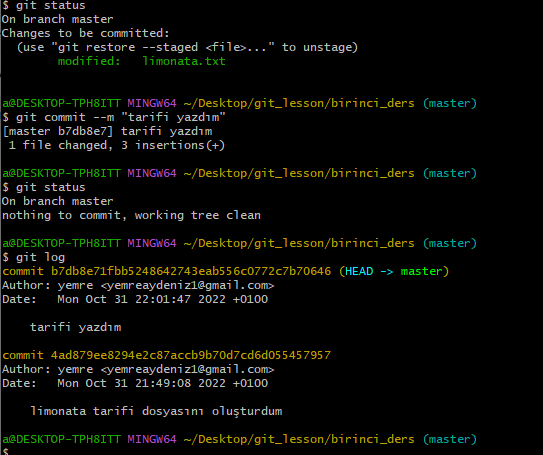 $ git status
On branch master
Changes to be committed:
  (use "git restore --staged <file>..." to unstage)
        modified:   limonata.txt

a@DESKTOP-TPH8ITT MINGW64 ~/Desktop/git_lesson/birinci_ders (master)
$ git commit --m "tarifi yazdım"
[master b7db8e7] tarifi yazdım
 1 file changed, 3 insertions(+)

a@DESKTOP-TPH8ITT MINGW64 ~/Desktop/git_lesson/birinci_ders (master)
$ git status
On branch master
nothing to commit, working tree clean

a@DESKTOP-TPH8ITT MINGW64 ~/Desktop/git_lesson/birinci_ders (master)
$ git log
commit b7db8e71fbb5248642743eab556c0772c7b70646 (HEAD -> master)
Author: yemre <yemreaydeniz1@gmail.com>
Date:   Mon Oct 31 22:01:47 2022 +0100

    tarifi yazdım

commit 4ad879ee8294e2c87accb9b70d7cd6d055457957
Author: yemre <yemreaydeniz1@gmail.com>
Date:   Mon Oct 31 21:49:08 2022 +0100

    limonata tarifi dosyasını oluşturdum

a@DESKTOP-TPH8ITT MINGW64 ~/Desktop/git_lesson/birinci_ders (master)
$